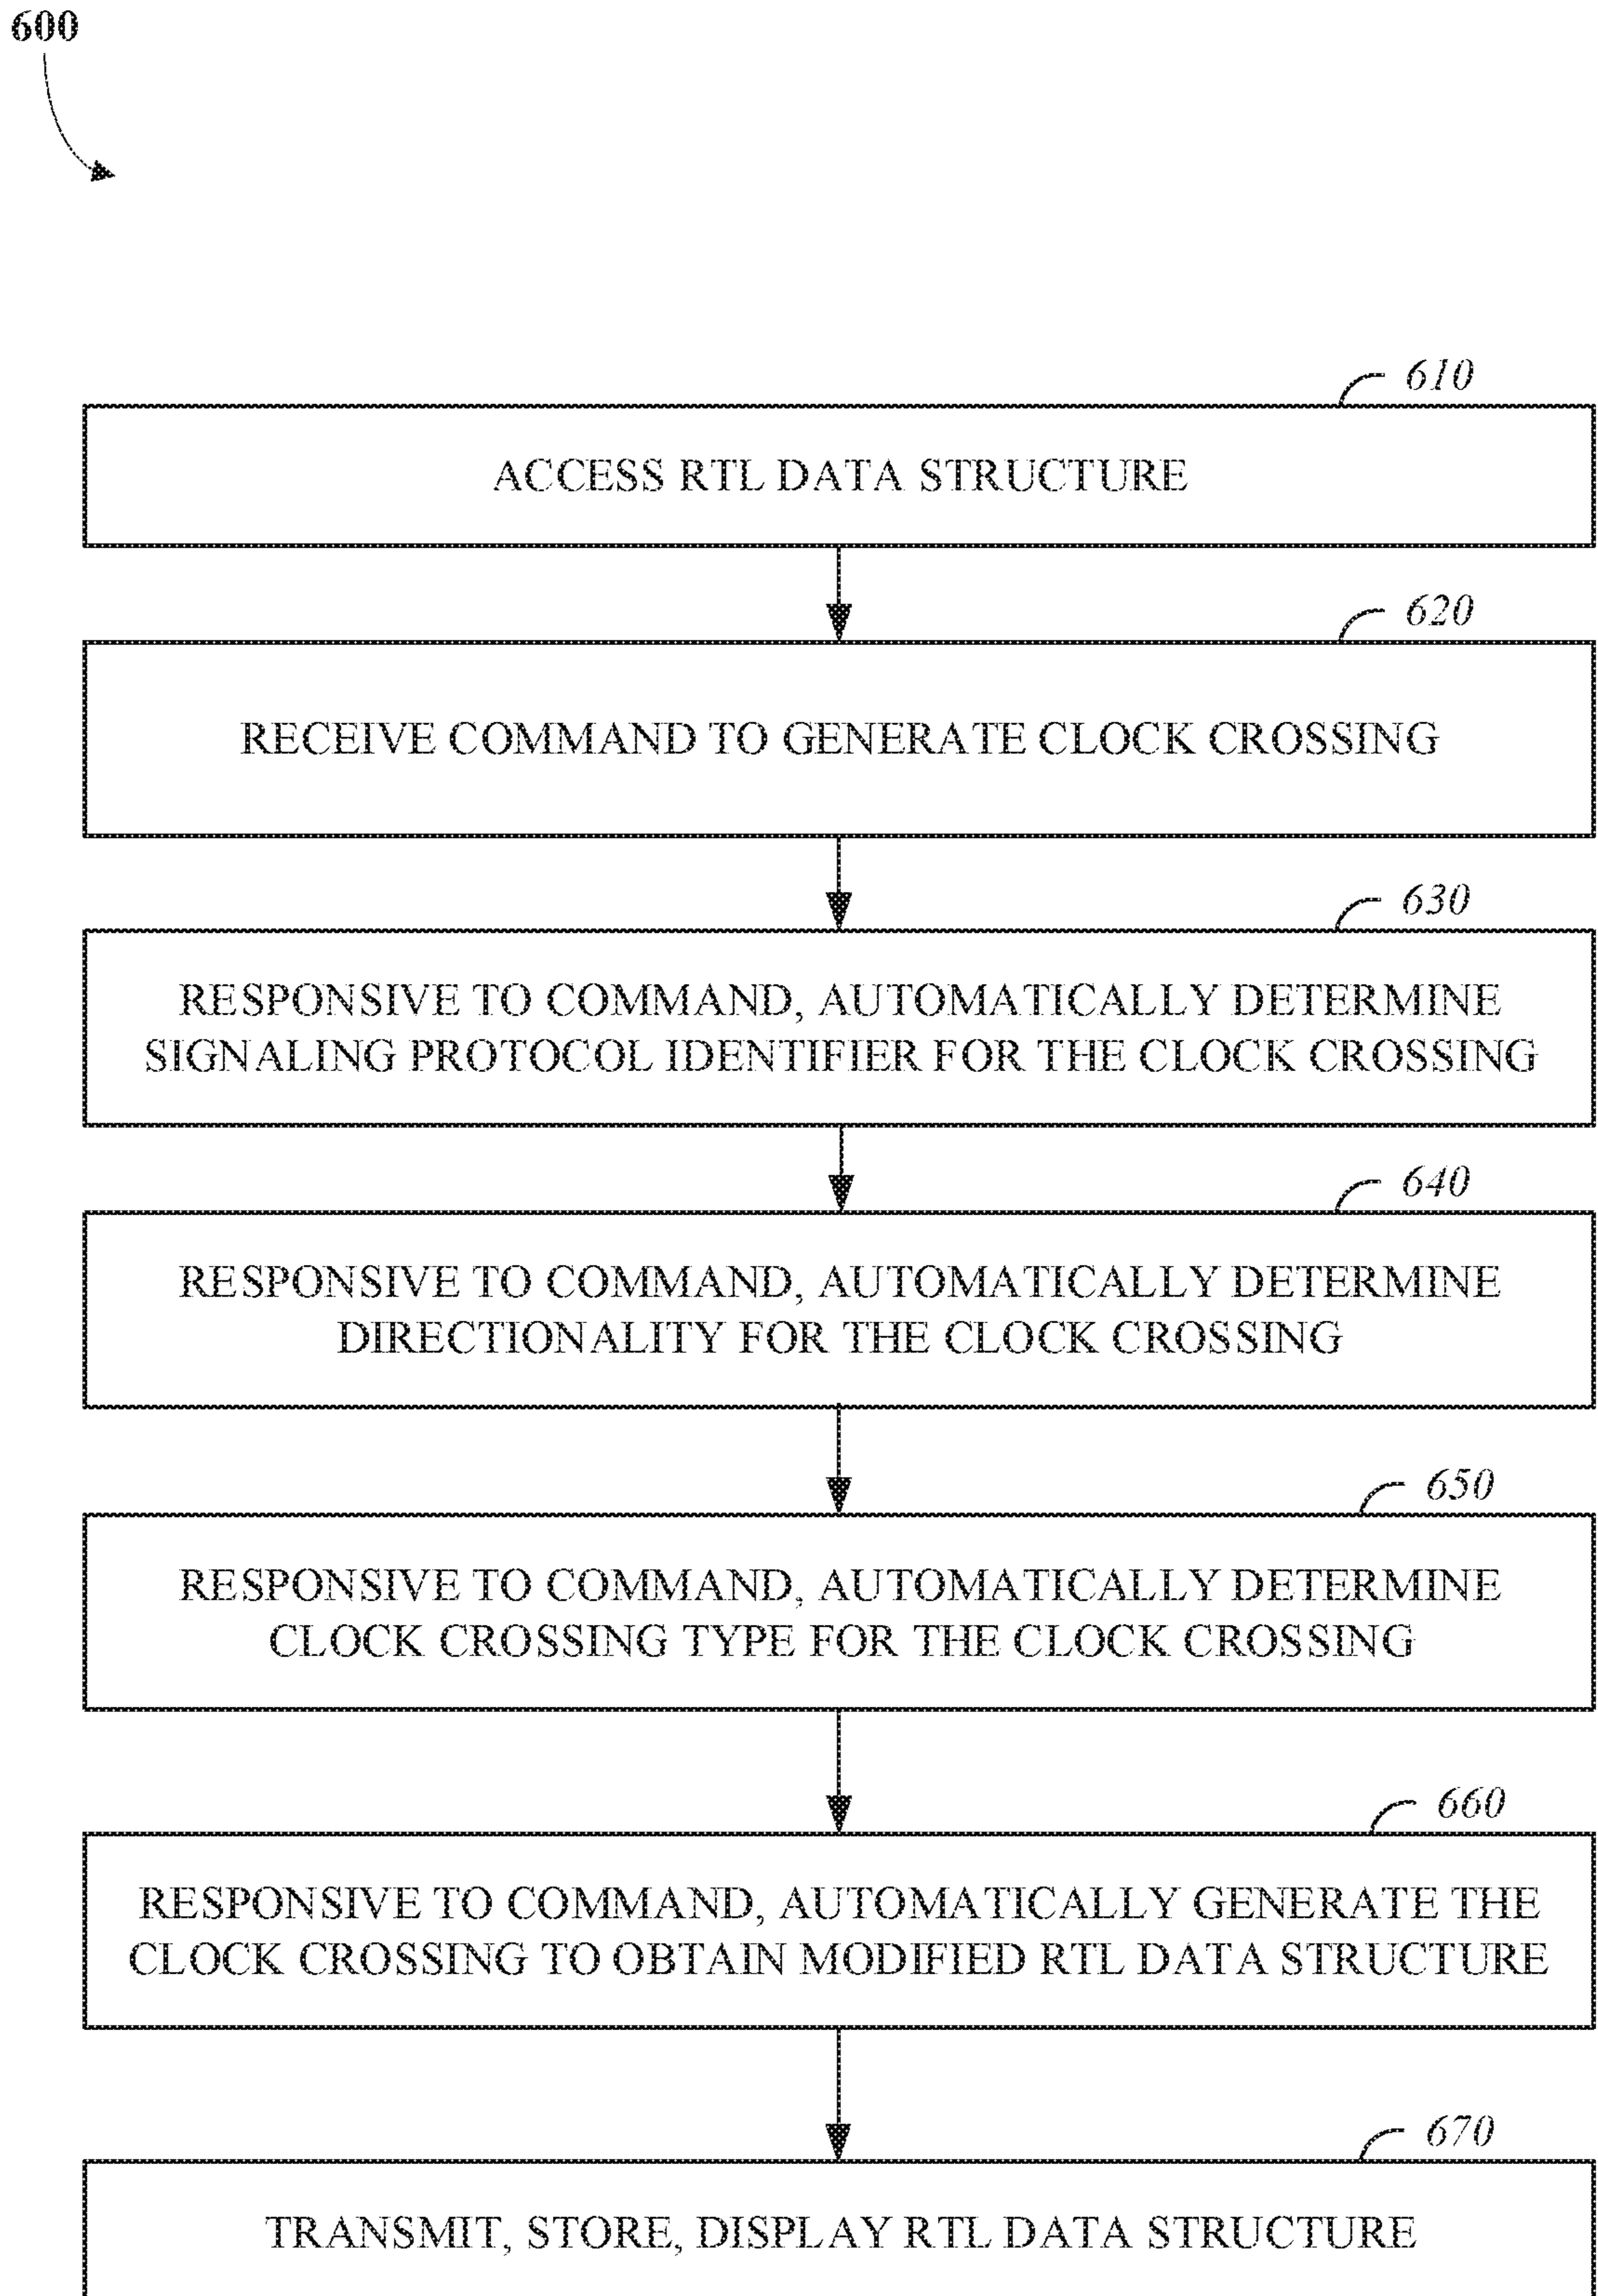 600
610
ACCESS RTL DATA STRUCTURE
620
RECEIVE COMMAND TO GENERATE CLOCK CROSSING
630
RESPONSIVE TO COMMAND, AUTOMATICALLY DETERMINE
SIGNALING PROTOCOL IDENTIFIER FOR THE CLOCK CROSSING
640
RESPONSIVE TO COMMAND, AUTOMATICALLY DETERMINE
DIRECTIONALITY FOR THE CLOCK CROSSING
650
RESPONSIVE TO COMMAND, AUTOMATICALLY DETERMINE
CLOCK CROSSING TYPE FOR THE CLOCK CROSSING
660
RESPONSIVE TO COMMAND, AUTOMATICALLY GENERATE THE
CLOCK CROSSING TO OBTAIN MODIFIED RTL DATA STRUCTURE
670
TRANSMIT, STORE, DISPLAY RTL DATA STRUCTURE